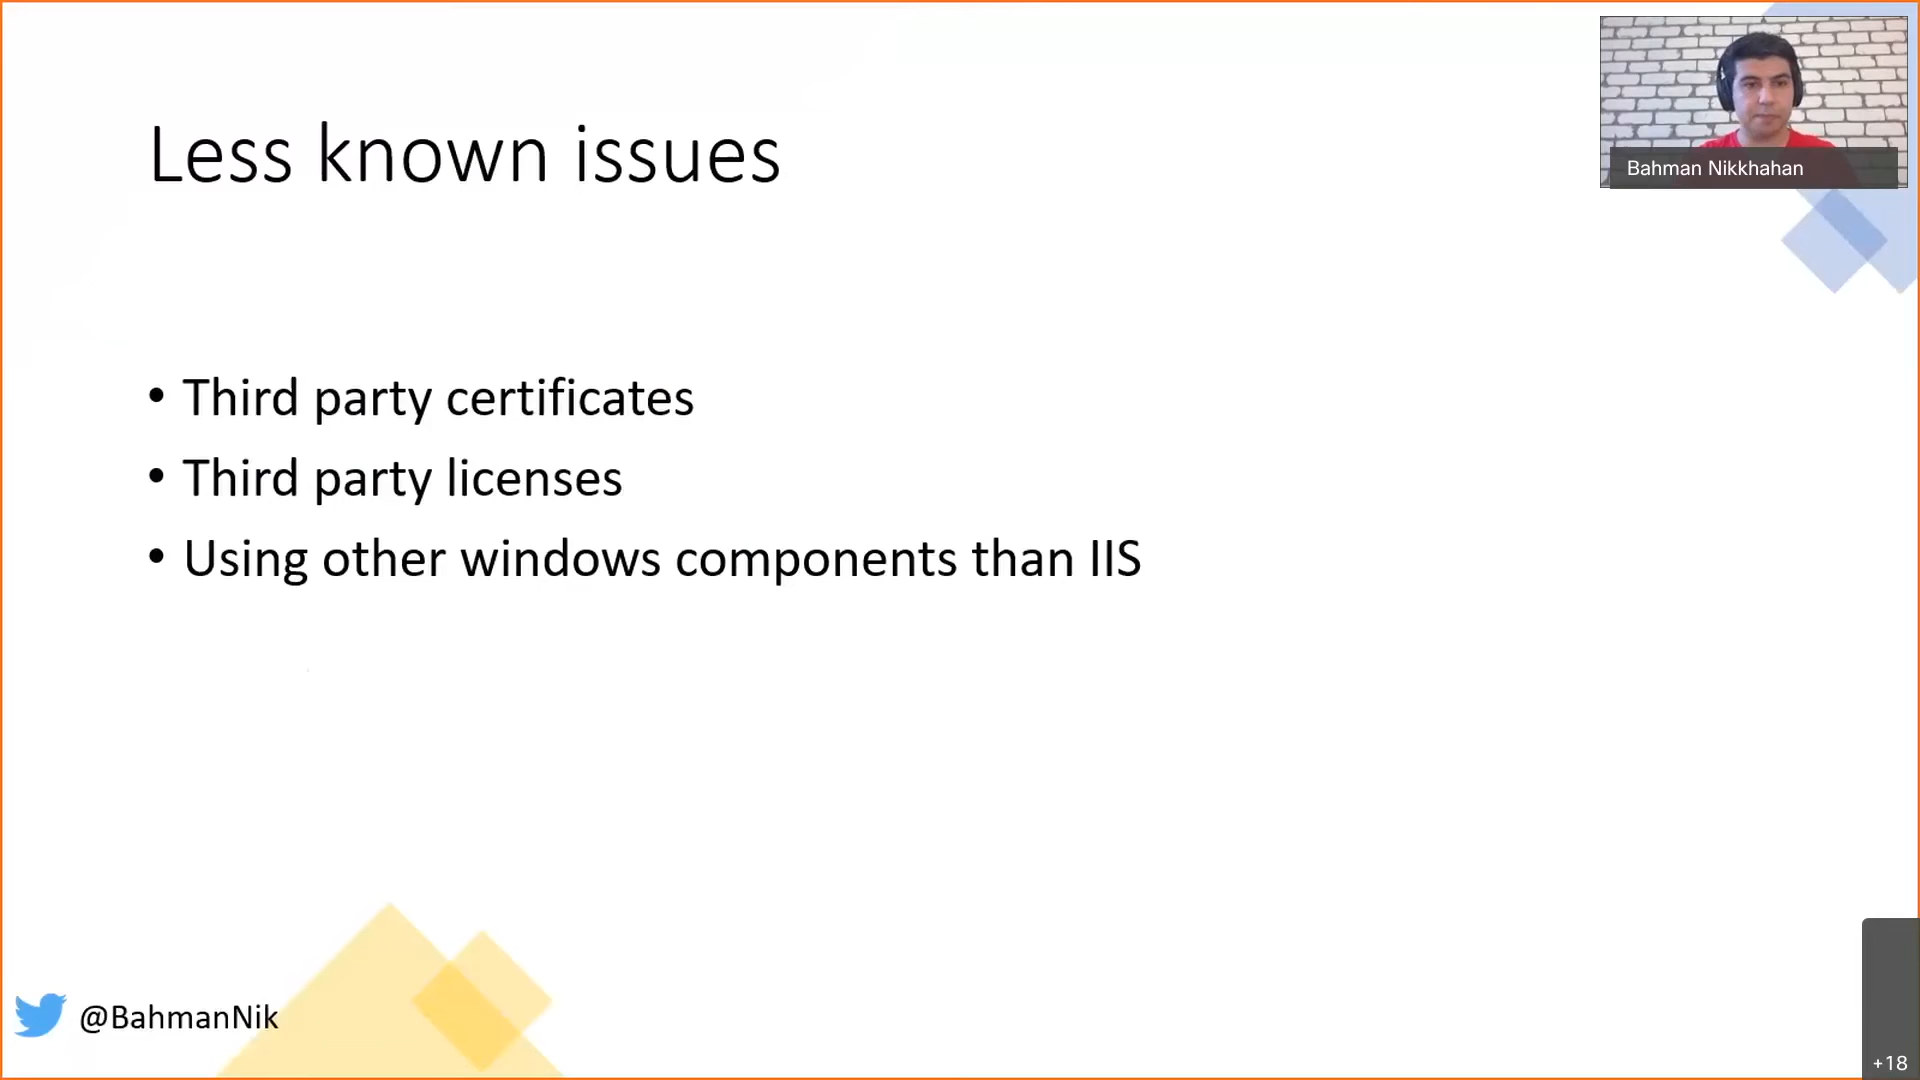 Less known issues
Bahman Nikkhahan
• Third party certificates
• Third party licenses
• Using other windows components than IIS
@BahmanNik
+18